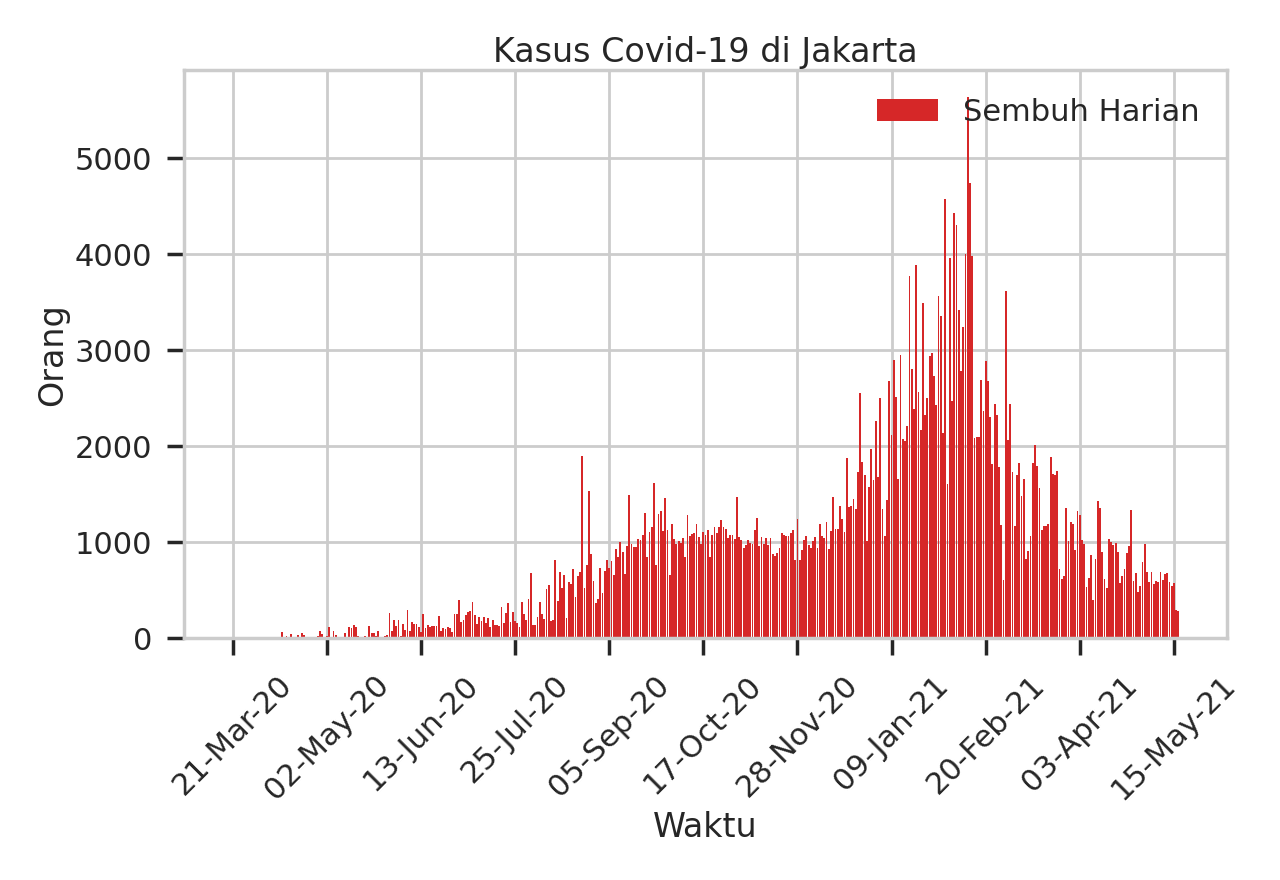 Kasus Covid-19 di Jakarta
Sembuh Harian
Orang
5000
4000
3000
2000
1000
0
21-Mar-20
02-May-20
13-Jun-20
25-Jul-20
05-Sep-20
17-Oct-20
28-Nov-20
09-Jan-21
20-Feb-21
03-Apr-21
15-May-21
Waktu